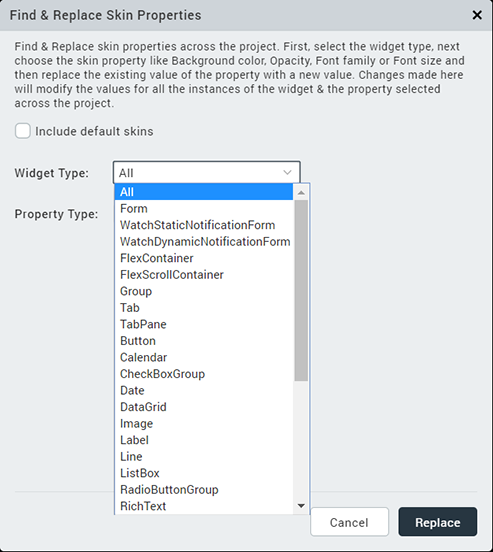 Find & Replace Skin Properties
Find & Replace skin properties across the project. First, select the widget type, next
choose the skin property like Background color, Opacity, Font family or Font size and
then replace the existing value of the property with a new value. Changes made here
will modify the values for all the instances of the widget & the property selected
across the project.
Include default skins
Widget Type:
All
Property Type:
All
Form
WatchStaticNotificationForm
WatchDynamicNotificationForm
FlexContainer
FlexScrollContainer
Group
Tab
TabPane
Button
Calendar
CheckBoxGroup
Date
DataGrid
Image
Label
Line
ListBox
RadioButtonGroup
RichText
Cancel
Replace